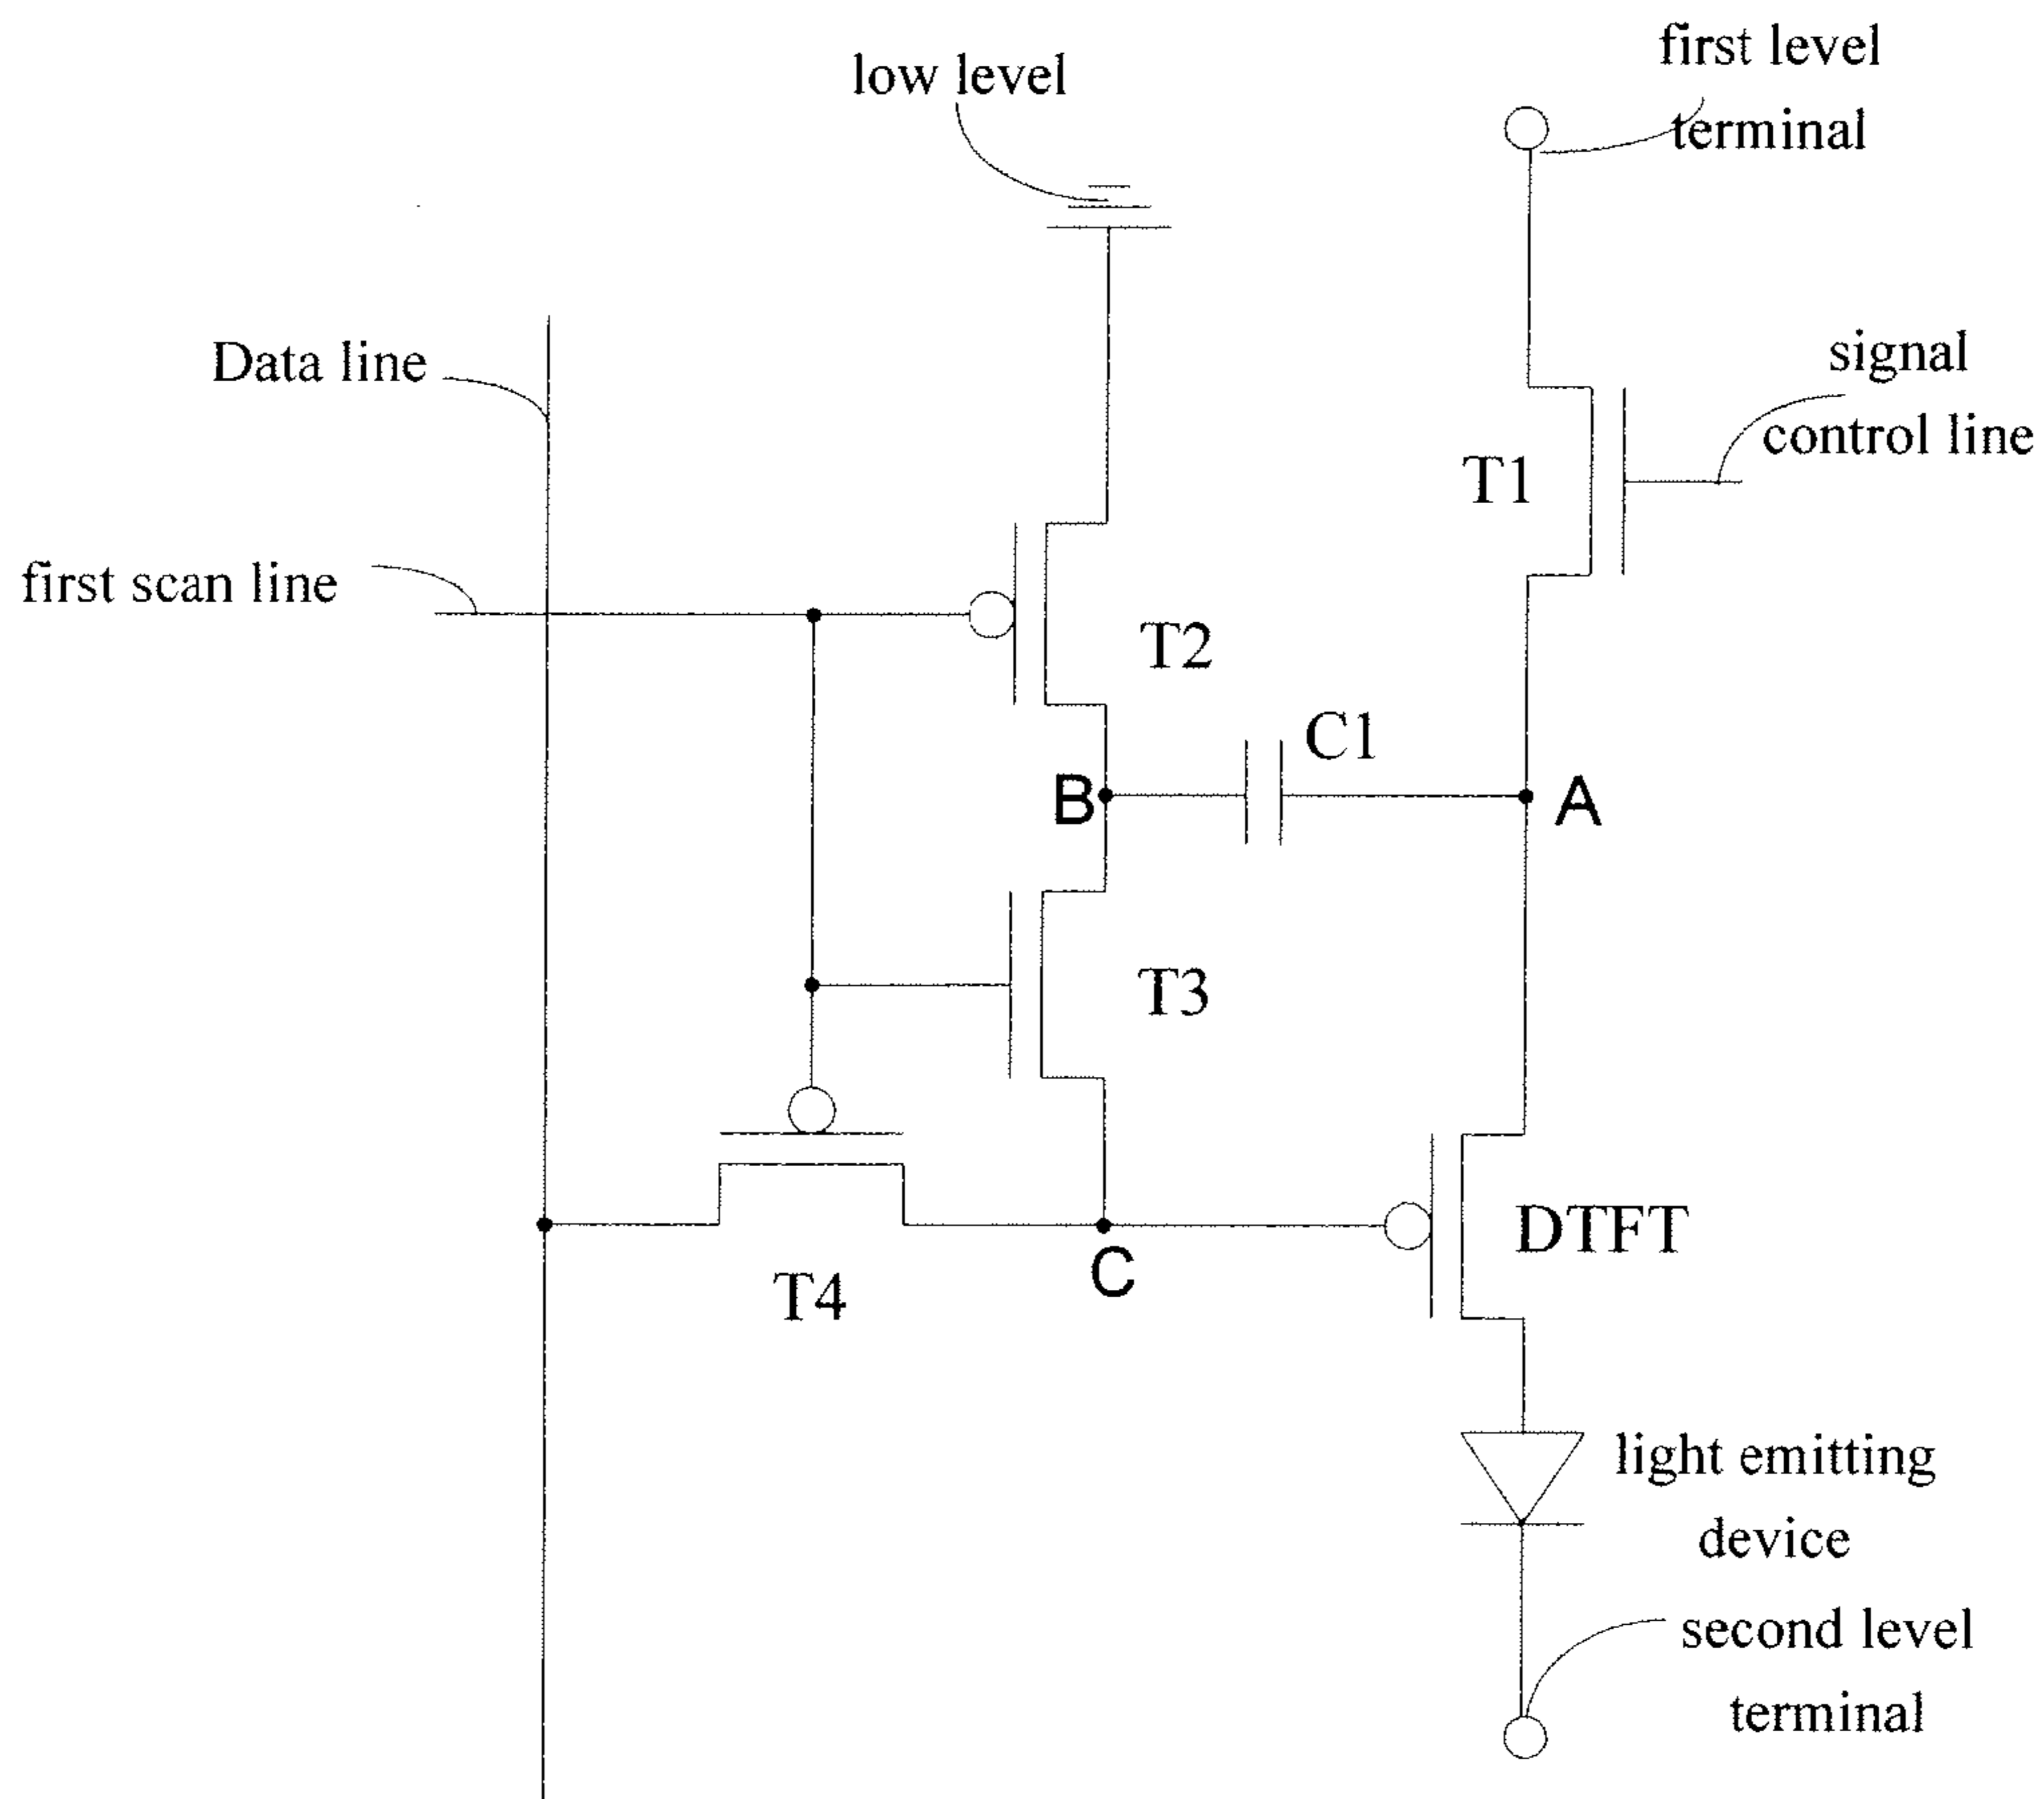 first level
terminal
low level
Data line
signal
control line
T1
first scan line
T2
C1
B
A
T3
T4
C
DTFT
light emitting
device
second level
terminal